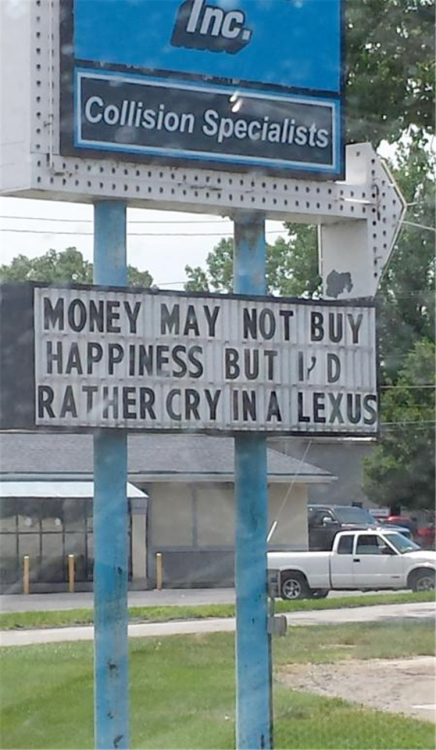 Inc.
Collision Specialists
MONEY MAY NOT BUY
HAPPINESS BUT I'D
RATHER CRY IN A LEXUS